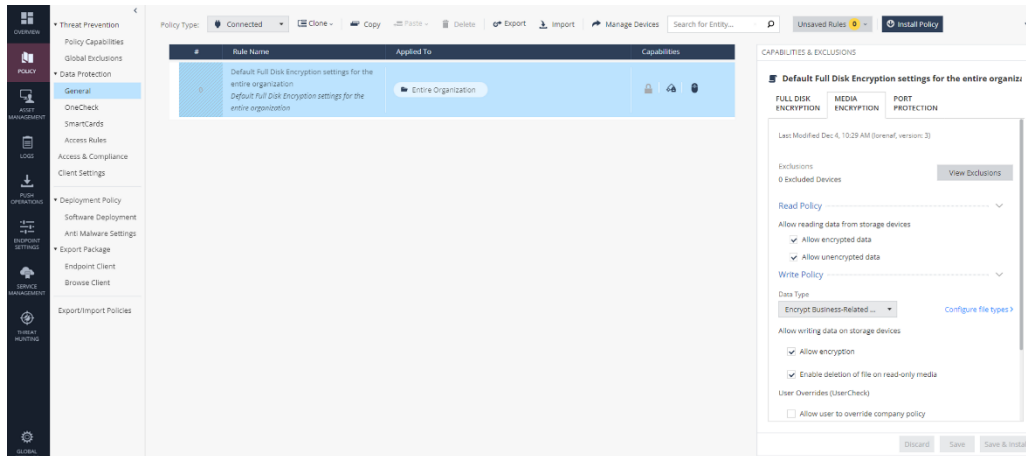 OVERVIEW
POLICY
ASSET
MANAGEMENT
LOGS
PUSH
OPERATIONS
ENDPOINT
SETTINGS
SERVICE
MANAGEMENT
THREAT
HUNTING
GLOBAL
Threat Prevention
Policy Capabilities
Global Exclusions
Data Protection
General
OneCheck
SmartCards
Access Rules
Access & Compliance
Client Settings
Deployment Policy
Software Deployment
Anti Malware Settings
Export Package
Endpoint Client
Browse Client
Export/Import Policies
Policy Type: Connected Clone Copy Paste Delete Export Import Manage Devices Search for Entity... Unsaved Rules 0 Install Policy
# Rule Name Applied To Capabilities
0 Default Full Disk Encryption settings for the entire organization
Default Full Disk Encryption settings for the
entire organization
Entire Organization
CAPABILITIES & EXCLUSIONS
Default Full Disk Encryption settings for the entire organiza
FULL DISK
ENCRYPTION
MEDIA
ENCRYPTION
PORT
PROTECTION
Last Modified Dec 4, 10:29 AM (lorenaf, version: 3)
Exclusions
0 Excluded Devices
View Exclusions
Read Policy
Allow reading data from storage devices
Allow encrypted data
Allow unencrypted data
Write Policy
Data Type
Encrypt Business-Related ... Configure file types
Allow writing data on storage devices
Allow encryption
Enable deletion of file on read-only media
User Overrides (UserCheck)
Allow user to override company policy
Discard Save Save & Instal